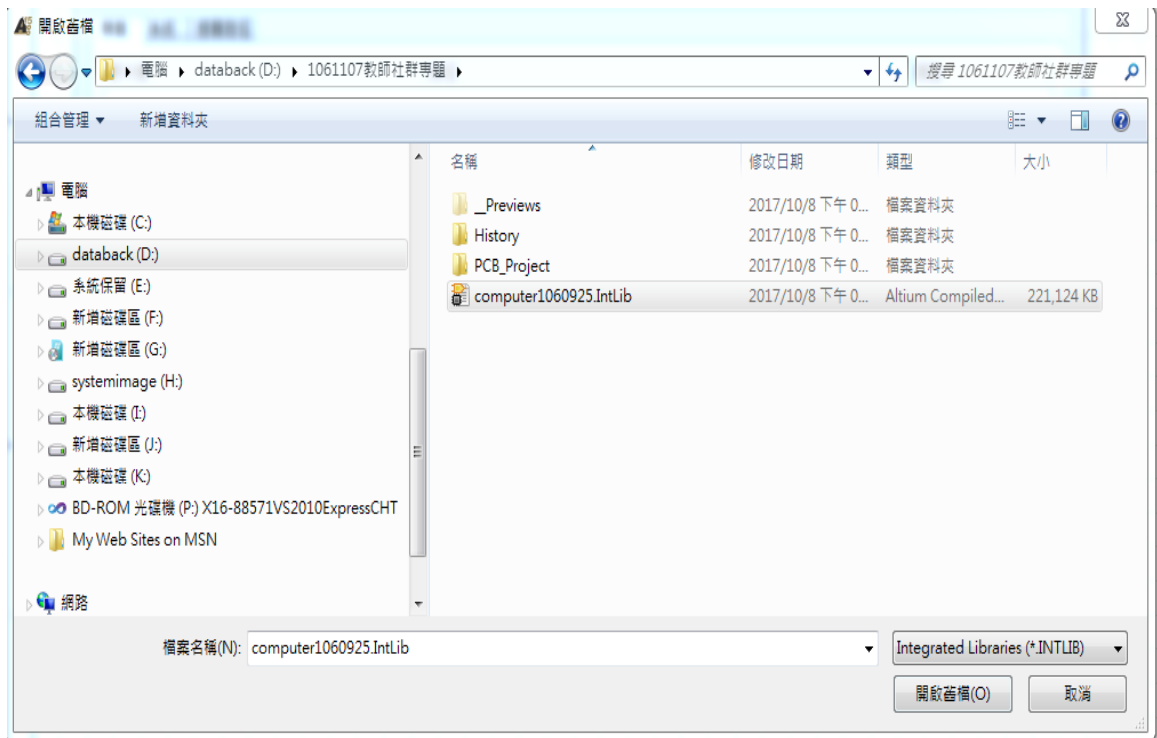 開啟舊檔
電腦 databack (D:) 1061107教師社群專題
搜尋 1061107教師社群專題
組合管理 新增資料夾
電腦
本機磁碟 (C:)
databack (D:)
系統保留 (E:)
新增磁碟區 (F:)
新增磁碟區 (G:)
systemimage (H:)
本機磁碟 (I:)
新增磁碟區 (J:)
本機磁碟 (K:)
BD-ROM 光碟機 (P:) X16-88571VS2010ExpressCHT
My Web Sites on MSN
網路
名稱 修改日期 類型 大小
__Previews 2017/10/8 下午 0... 檔案資料夾
History 2017/10/8 下午 0... 檔案資料夾
PCB_Project 2017/10/8 下午 0... 檔案資料夾
computer1060925.IntLib 2017/10/8 下午 0... Altium Compiled... 221,124 KB
檔案名稱(N): computer1060925.IntLib Integrated Libraries (*.INTLIB)
開啟舊檔(O) 取消